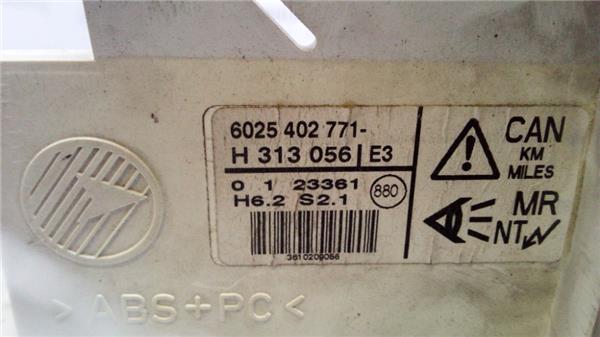 6025 402 771-
H 313 056 E3
0 1 23361
H6.2 S2.1
880
3610209066
CAN
KM
MILES
MR
NT
> ABS+PC <